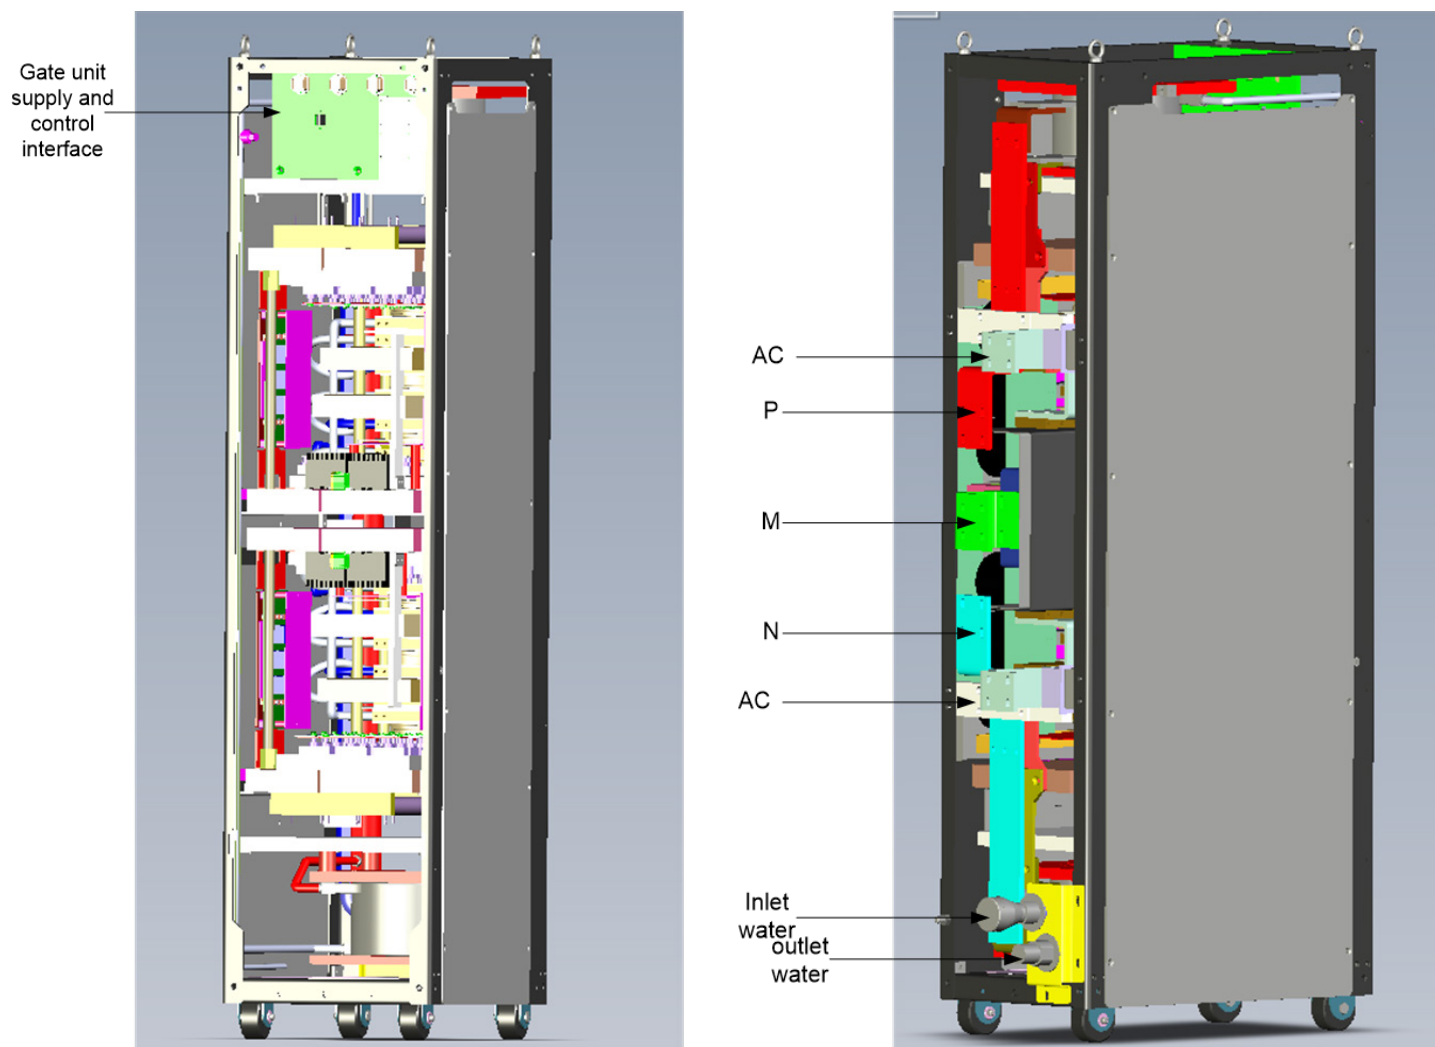 Gate unit
supply and
control
interface
AC
P
M
N
AC
Inlet
water
outlet
water